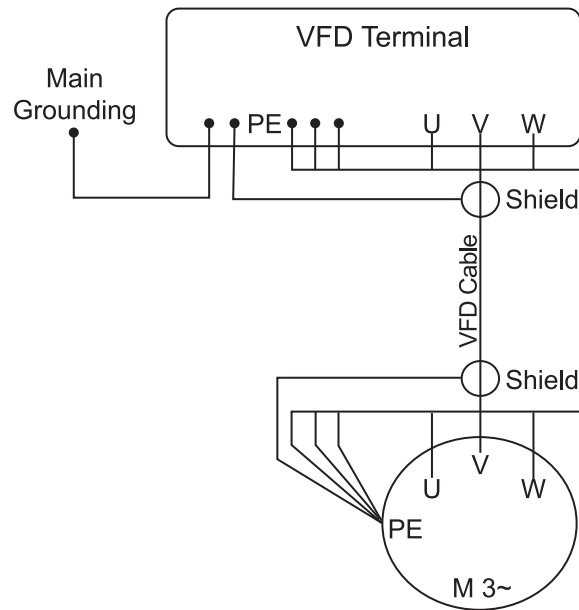 VFD Terminal
Main
Grounding
PE
U V W
Shield
VFD Cable
Shield
U V W
PE
M 3~